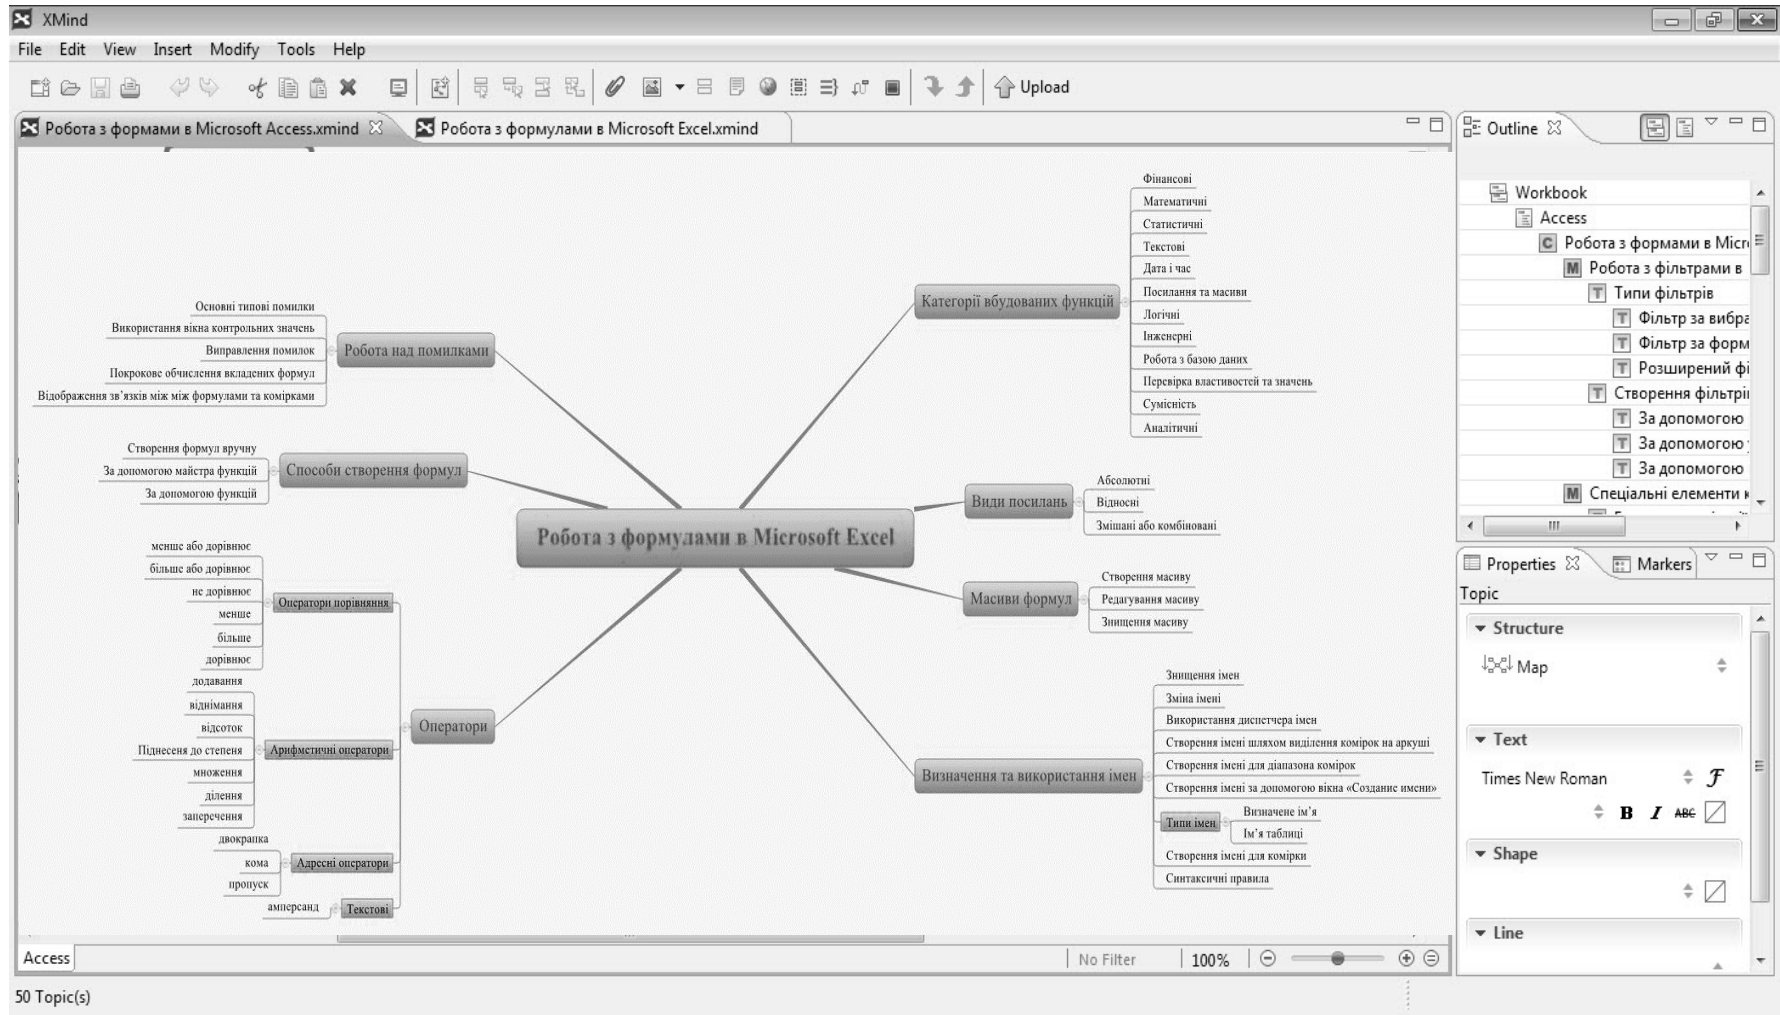 XMind
File Edit View Insert Modify Tools Help
Upload
Робота з формами в Microsoft Access.xmind
Робота з формулами в Microsoft Excel.xmind
Основні типові помилки
Використання вікна контрольних значень
Виправлення помилок
Покрокове обчислення вкладених формул
Відображення зв’язків між між формулами та комірками
Робота над помилками
Створення формул вручну
За допомогою майстра функцій
За допомогою функцій
Способи створення формул
Робота з формулами в Microsoft Excel
менше або дорівнює
більше або дорівнює
не дорівнює
менше
більше
дорівнює
Оператори порівняння
додавання
віднімання
відсоток
Піднесеня до степеня
множення
ділення
заперечення
Арифметичні оператори
двокрапка
кома
пропуск
Адресні оператори
амперсанд
Текстові
Оператори
Категорії вбудованих функцій
Фінансові
Математичні
Статистичні
Текстові
Дата і час
Посилання та масиви
Логічні
Інженерні
Робота з базою даних
Перевірка властивостей та значень
Сумісність
Аналітичні
Види посилань
Абсолютні
Відносні
Змішані або комбіновані
Масиви формул
Створення масиву
Редагування масиву
Знищення масиву
Визначення та використання імен
Знищення імен
Зміна імені
Використання диспетчера імен
Створення імені шляхом виділення комірок на аркуші
Створення імені для діапазона комірок
Створення імені за допомогою вікна «Создание имени»
Типи імен
Визначене ім’я
Ім’я таблиці
Створення імені для комірки
Синтаксичні правила
Access
No Filter
100%
50 Topic(s)
Outline
Workbook
Access
C Робота з формами в Micr
M Робота з фільтрами в
T Типи фільтрів
T Фільтр за вибра
T Фільтр за форм
T Розширений фі
T Створення фільтрі
T За допомогою
T За допомогою
T За допомогою
M Спеціальні елементи к
Properties Markers
Topic
Structure
Map
Text
Times New Roman
B I ABC
Shape
Line